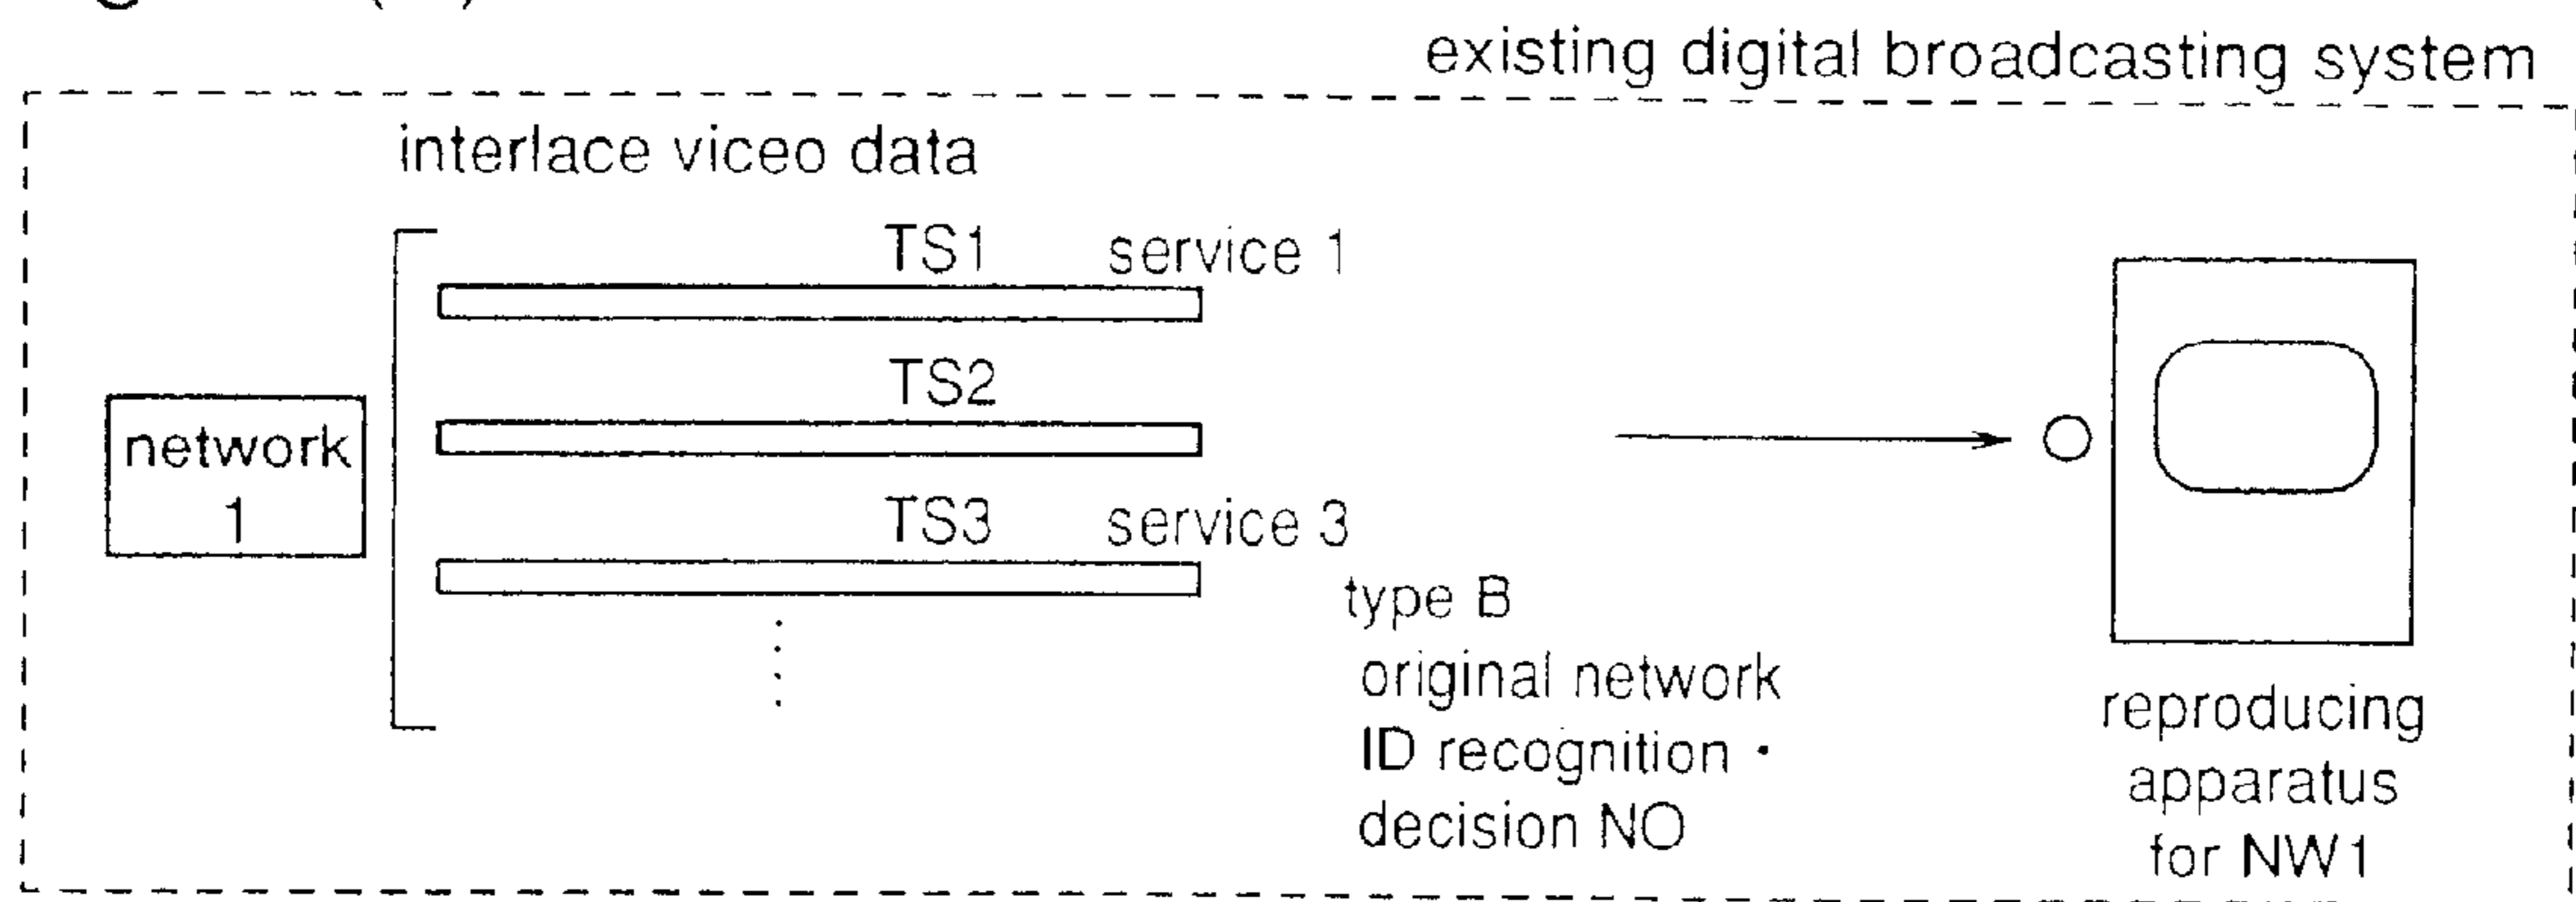 existing digital broadcasting system
interlace viceo data
TS1 service 1
TS2
network
1
TS3 service 3
type B
original network
ID recognition・
decision NO
reproducing
apparatus
for NW1